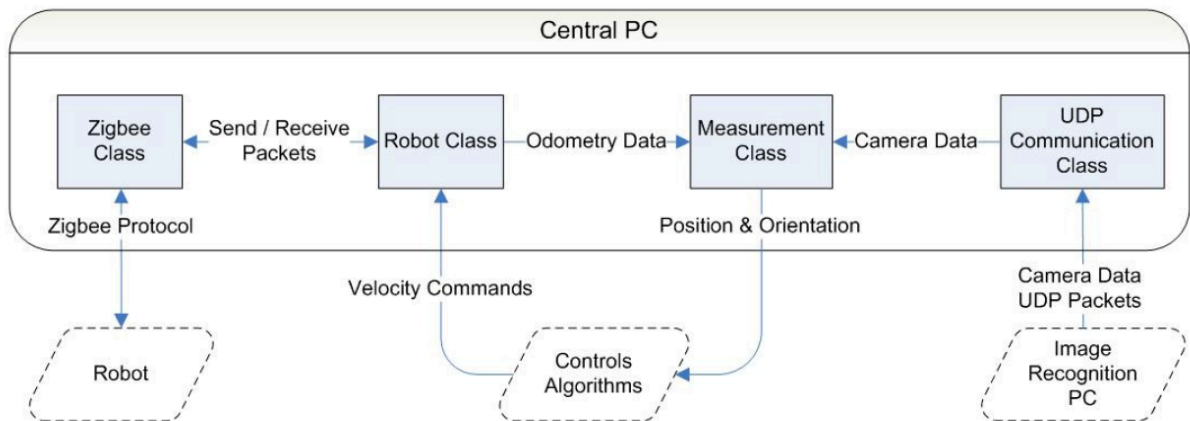 Central PC
Zigbee
Class
Send / Receive
Packets
Robot Class
Odometry Data
Measurement
Class
Camera Data
UDP
Communication
Class
Zigbee Protocol
Position & Orientation
Velocity Commands
Camera Data
UDP Packets
Robot
Controls
Algorithms
Image
Recognition
PC